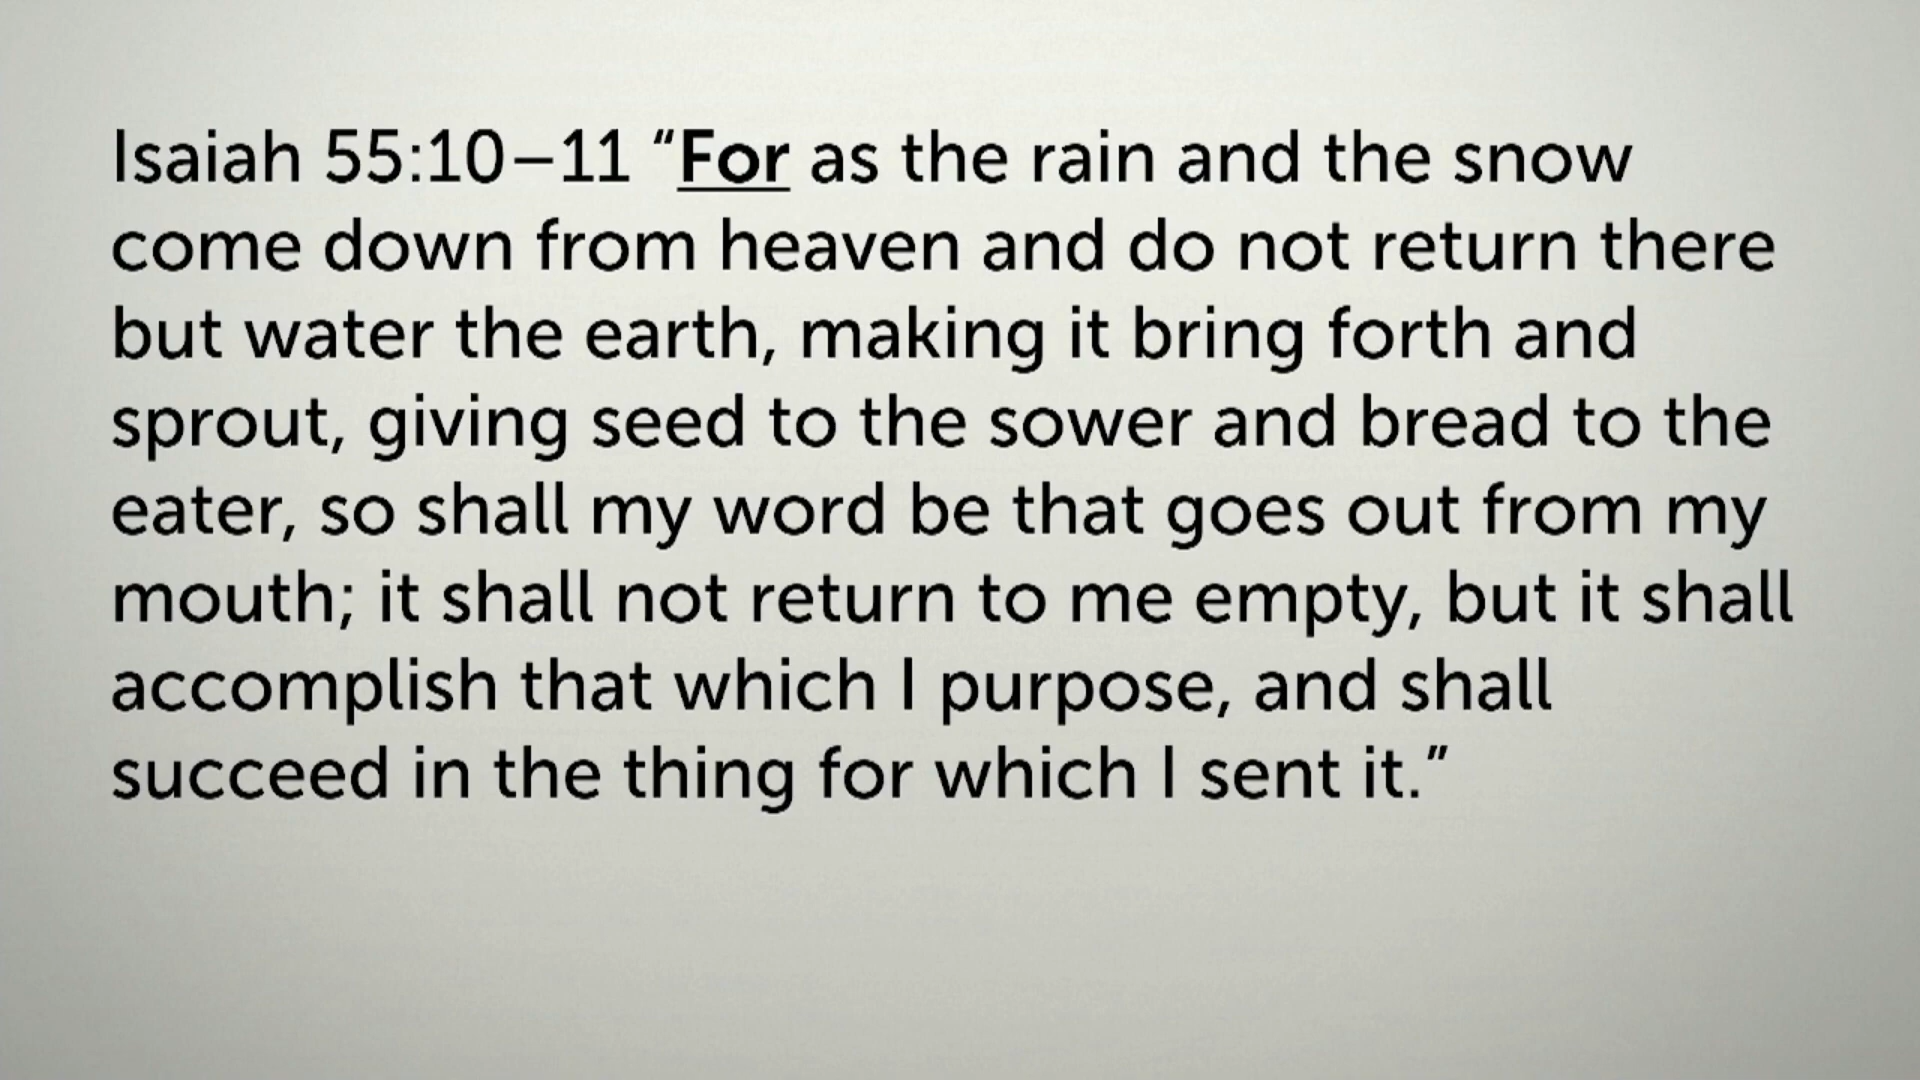 Isaiah 55:10–11 “For as the rain and the snow
come down from heaven and do not return there
but water the earth, making it bring forth and
sprout, giving seed to the sower and bread to the
eater, so shall my word be that goes out from my
mouth; it shall not return to me empty, but it shall
accomplish that which I purpose, and shall
succeed in the thing for which I sent it.”